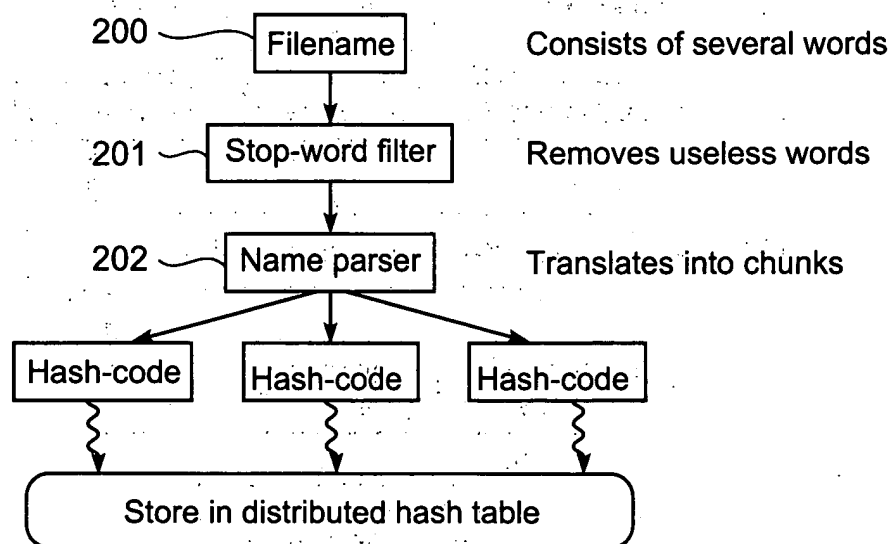 200 Filename Consists of several words
201 Stop-word filter Removes useless words
202 Name parser Translates into chunks
Hash-code Hash-code Hash-code
Store in distributed hash table